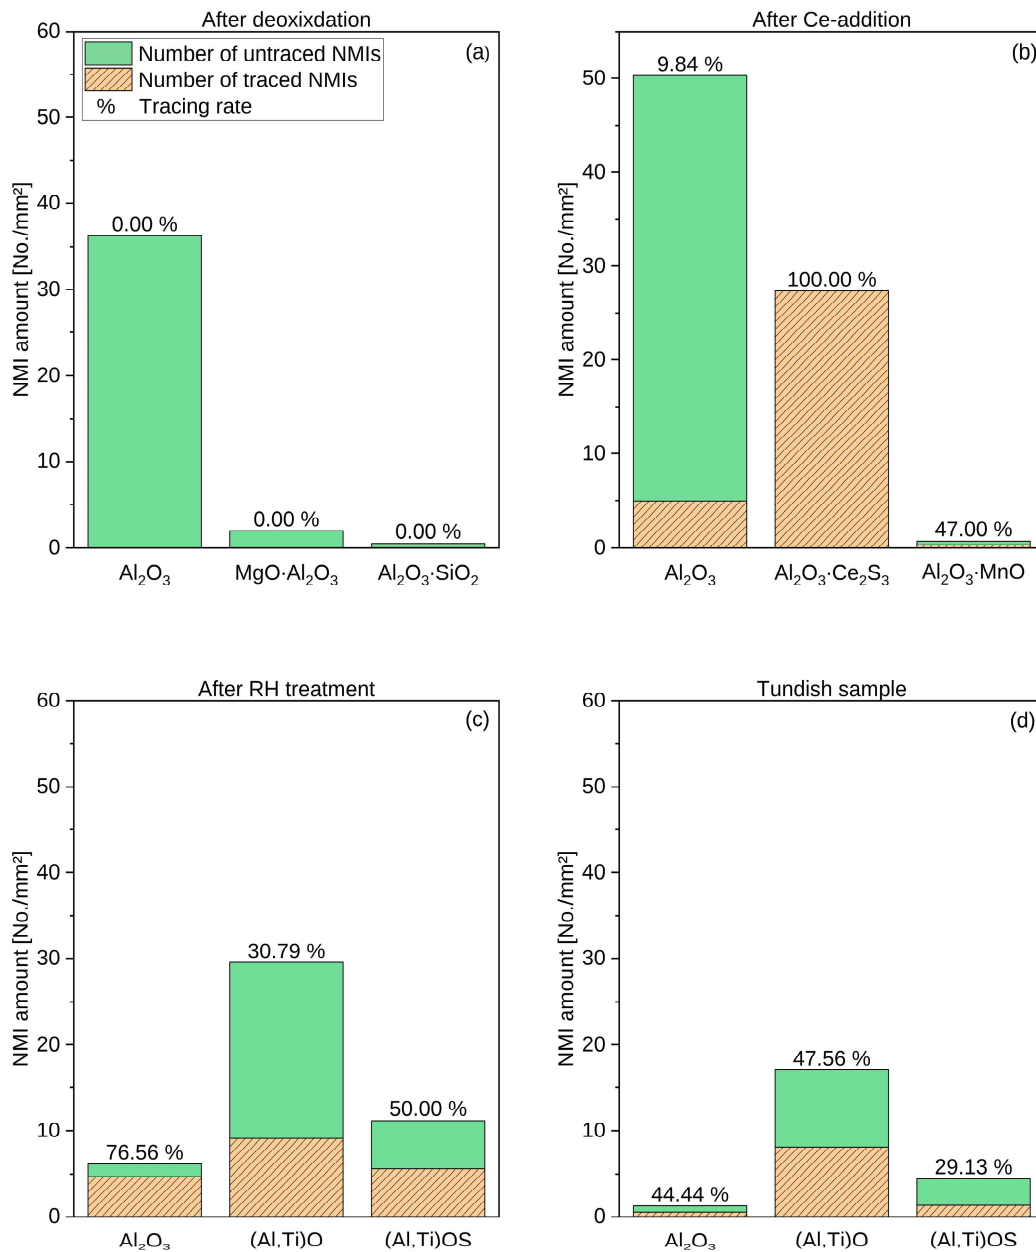 After deoxixdation
(a)
Number of untraced NMIs
Number of traced NMIs
% Tracing rate
NMI amount [No./mm²]
60
50
40
30
20
10
0
0.00 %
0.00 %
0.00 %
Al₂O₃
MgO·Al₂O₃
Al₂O₃·SiO₂
After Ce-addition
(b)
NMI amount [No./mm²]
50
40
30
20
10
0
9.84 %
100.00 %
47.00 %
Al₂O₃
Al₂O₃·Ce₂S₃
Al₂O₃·MnO
After RH treatment
(c)
NMI amount [No./mm²]
60
50
40
30
20
10
0
76.56 %
30.79 %
50.00 %
Al₂O₃
(Al,Ti)O
(Al,Ti)OS
Tundish sample
(d)
NMI amount [No./mm²]
60
50
40
30
20
10
0
44.44 %
47.56 %
29.13 %
Al₂O₃
(Al,Ti)O
(Al,Ti)OS